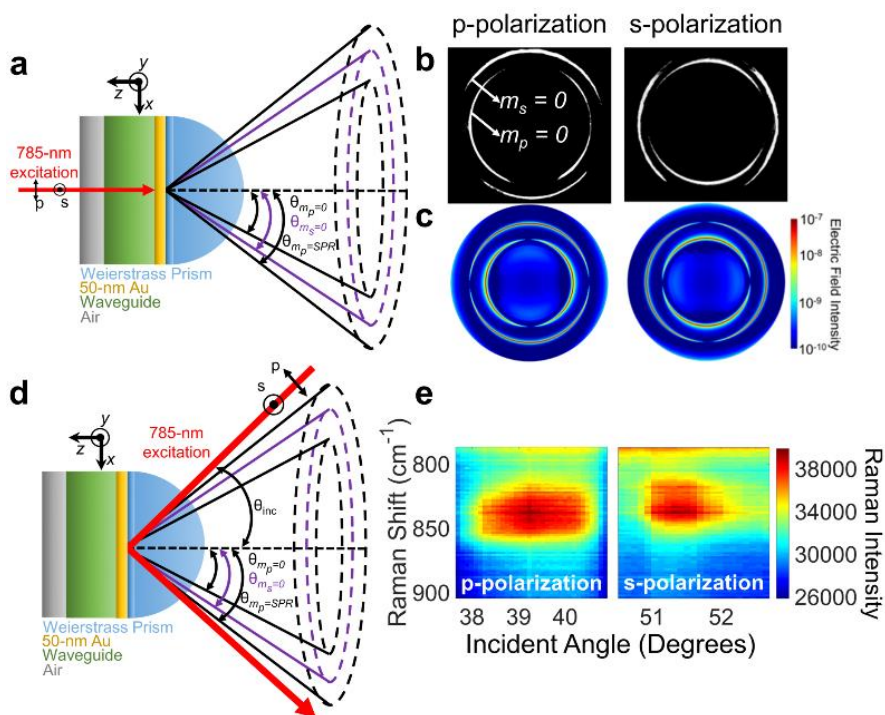 p-polarization
s-polarization
a
y
z
x
785-nm
excitation
p
s
θmp=0
θms=0
θmp=SPR
Weierstrass Prism
50-nm Au
Waveguide
Air
b
ms = 0
mp = 0
c
10-7
10-8
10-9
10-10
Electric Field
Intensity
d
y
z
x
p
s
785-nm
excitation
θinc
θmp=0
θms=0
θmp=SPR
Weierstrass Prism
50-nm Au
Waveguide
Air
e
Raman Shift (cm-1)
800
850
900
p-polarization
s-polarization
38 39 40
51 52
Incident Angle (Degrees)
38000
34000
30000
26000
Raman Intensity